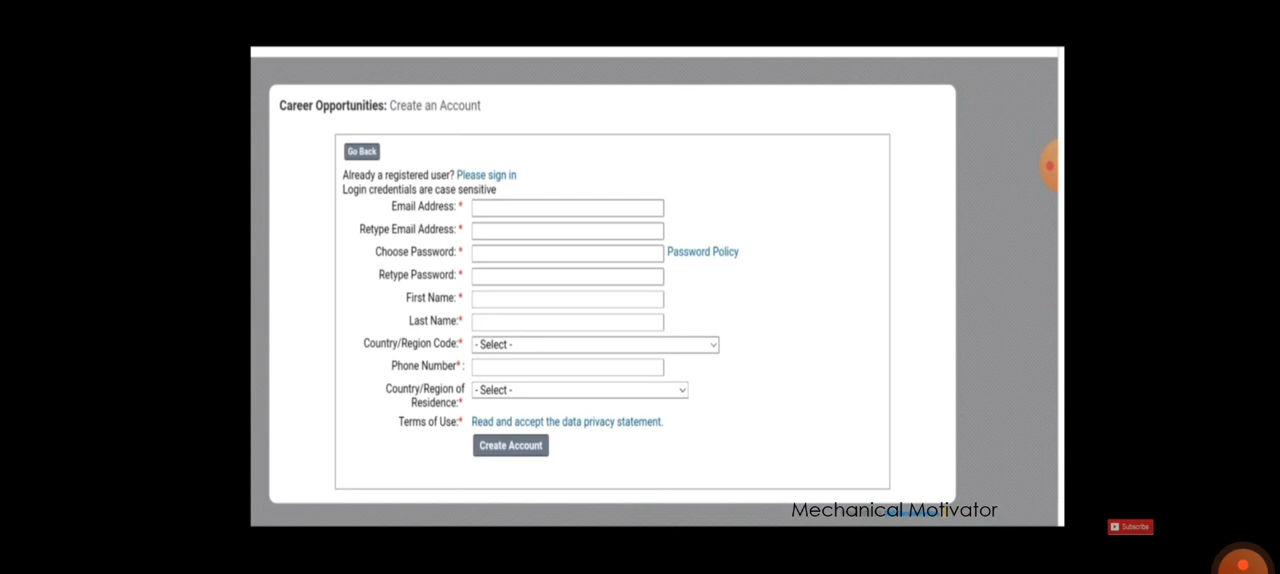 Career Opportunities: Create an Account
Go Back
Already a registered user? Please sign in
Login credentials are case sensitive
Email Address: *
Retype Email Address: *
Choose Password: * Password Policy
Retype Password: *
First Name: *
Last Name:*
Country/Region Code:* - Select -
Phone Number* :
Country/Region of - Select -
Residence:*
Terms of Use:* Read and accept the data privacy statement.
Create Account
Mechanical Motivator
Subscribe